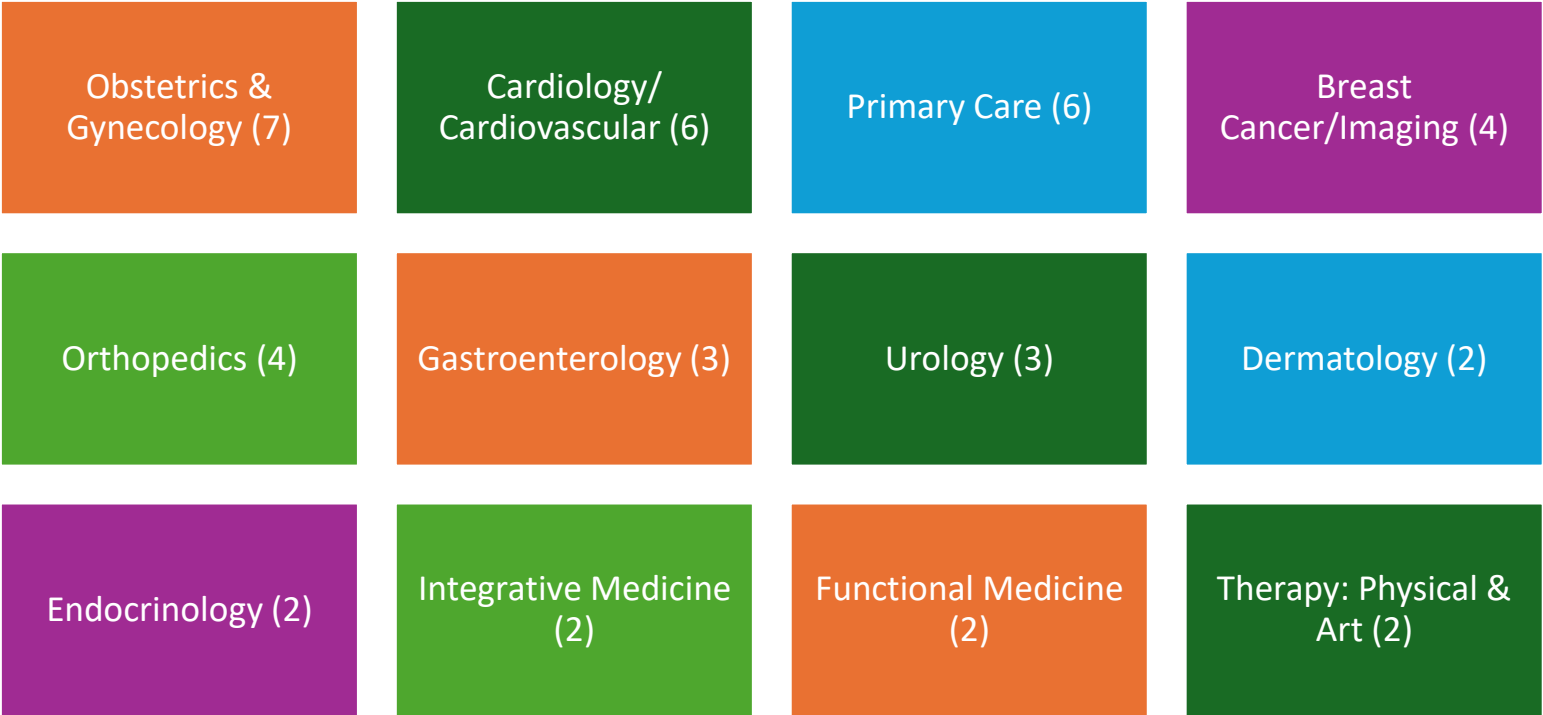 Obstetrics &
Gynecology (7)
Cardiology/
Cardiovascular (6)
Primary Care (6)
Breast
Cancer/Imaging (4)
Orthopedics (4)
Gastroenterology (3)
Urology (3)
Dermatology (2)
Endocrinology (2)
Integrative Medicine
(2)
Functional Medicine
(2)
Therapy: Physical &
Art (2)